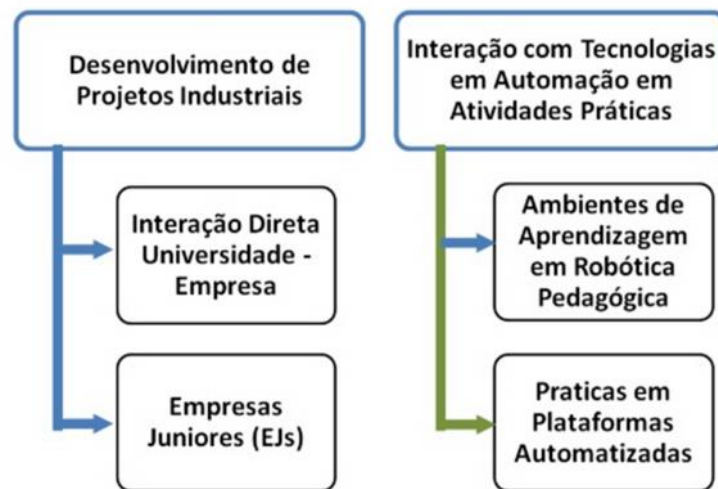 Desenvolvimento de
Projetos Industriais
Interação Direta
Universidade -
Empresa
Empresas
Juniores (EJs)
Interação com Tecnologias
em Automação em
Atividades Práticas
Ambientes de
Aprendizagem
em Robótica
Pedagógica
Praticas em
Plataformas
Automatizadas